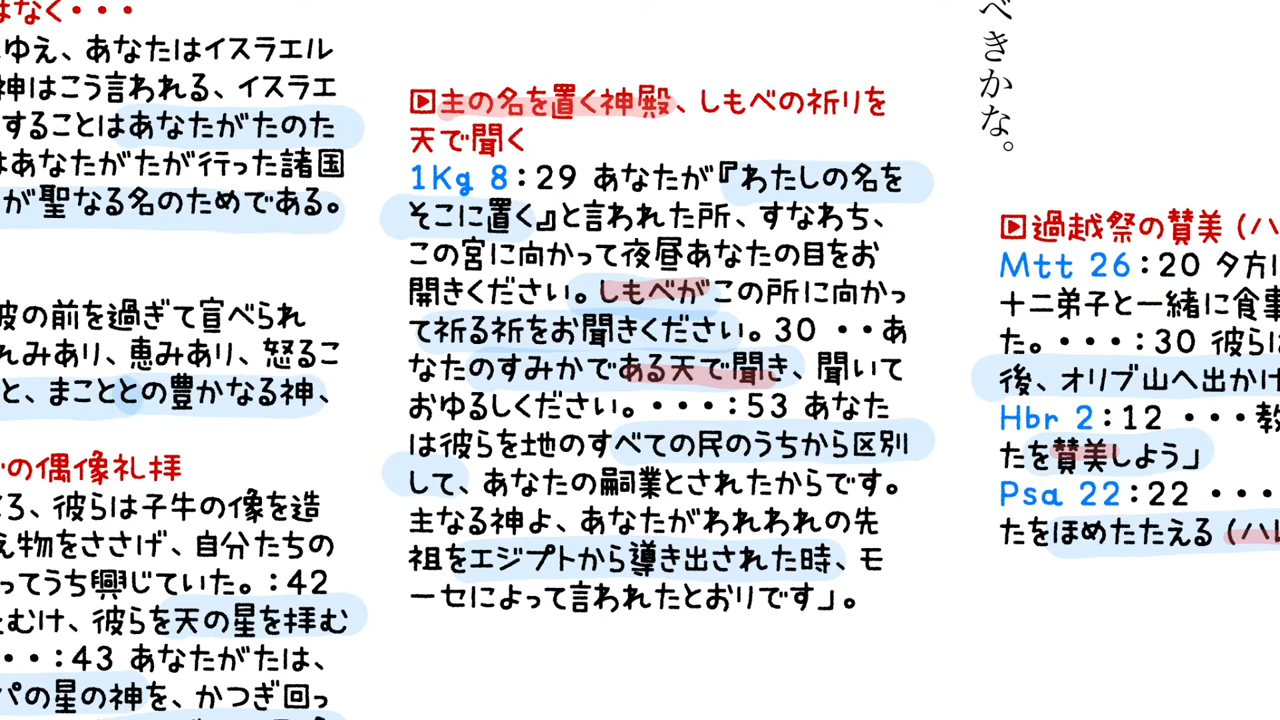 はなく・・・
ゆえ、あなたはイスラエル
神はこう言われる、イスラエ
することはあなたがたのた
はあなたがたが行った諸国
が聖なる名のためである。
彼の前を過ぎて宣べられ
れみあり、恵みあり、怒るこ
と、まこととの豊かなる神、
の偶像礼拝
ころ、彼らは子牛の像を造
え物をささげ、自分たちの
ってうち興じていた。:42
むけ、彼らを天の星を拝む
・・:43 あなたがたは、
パの星の神を、かつぎ回っ
▶主の名を置く神殿、しもべの祈りを
天で聞く
1Kg 8:29 あなたが『わたしの名を
そこに置く』と言われた所、すなわち、
この宮に向かって夜昼あなたの目をお
開きください。しもべがこの所に向かっ
て祈る祈をお聞きください。30 ・・あ
なたのすみかである天で聞き、聞いて
おゆるしください。・・・:53 あなた
は彼らを地のすべての民のうちから区別
して、あなたの嗣業とされたからです。
主なる神よ、あなたがわれわれの先
祖をエジプトから導き出された時、モ
ーセによって言われたとおりです」。
べきかな。
▶過越祭の賛美(ハ
Mtt 26:20 夕方に
十二弟子と一緒に食事
た。・・・:30 彼らは
後、オリブ山へ出かけ
Hbr 2:12 ・・・教
たを賛美しよう」
Psa 22:22 ・・・
たをほめたたえる(ハレ